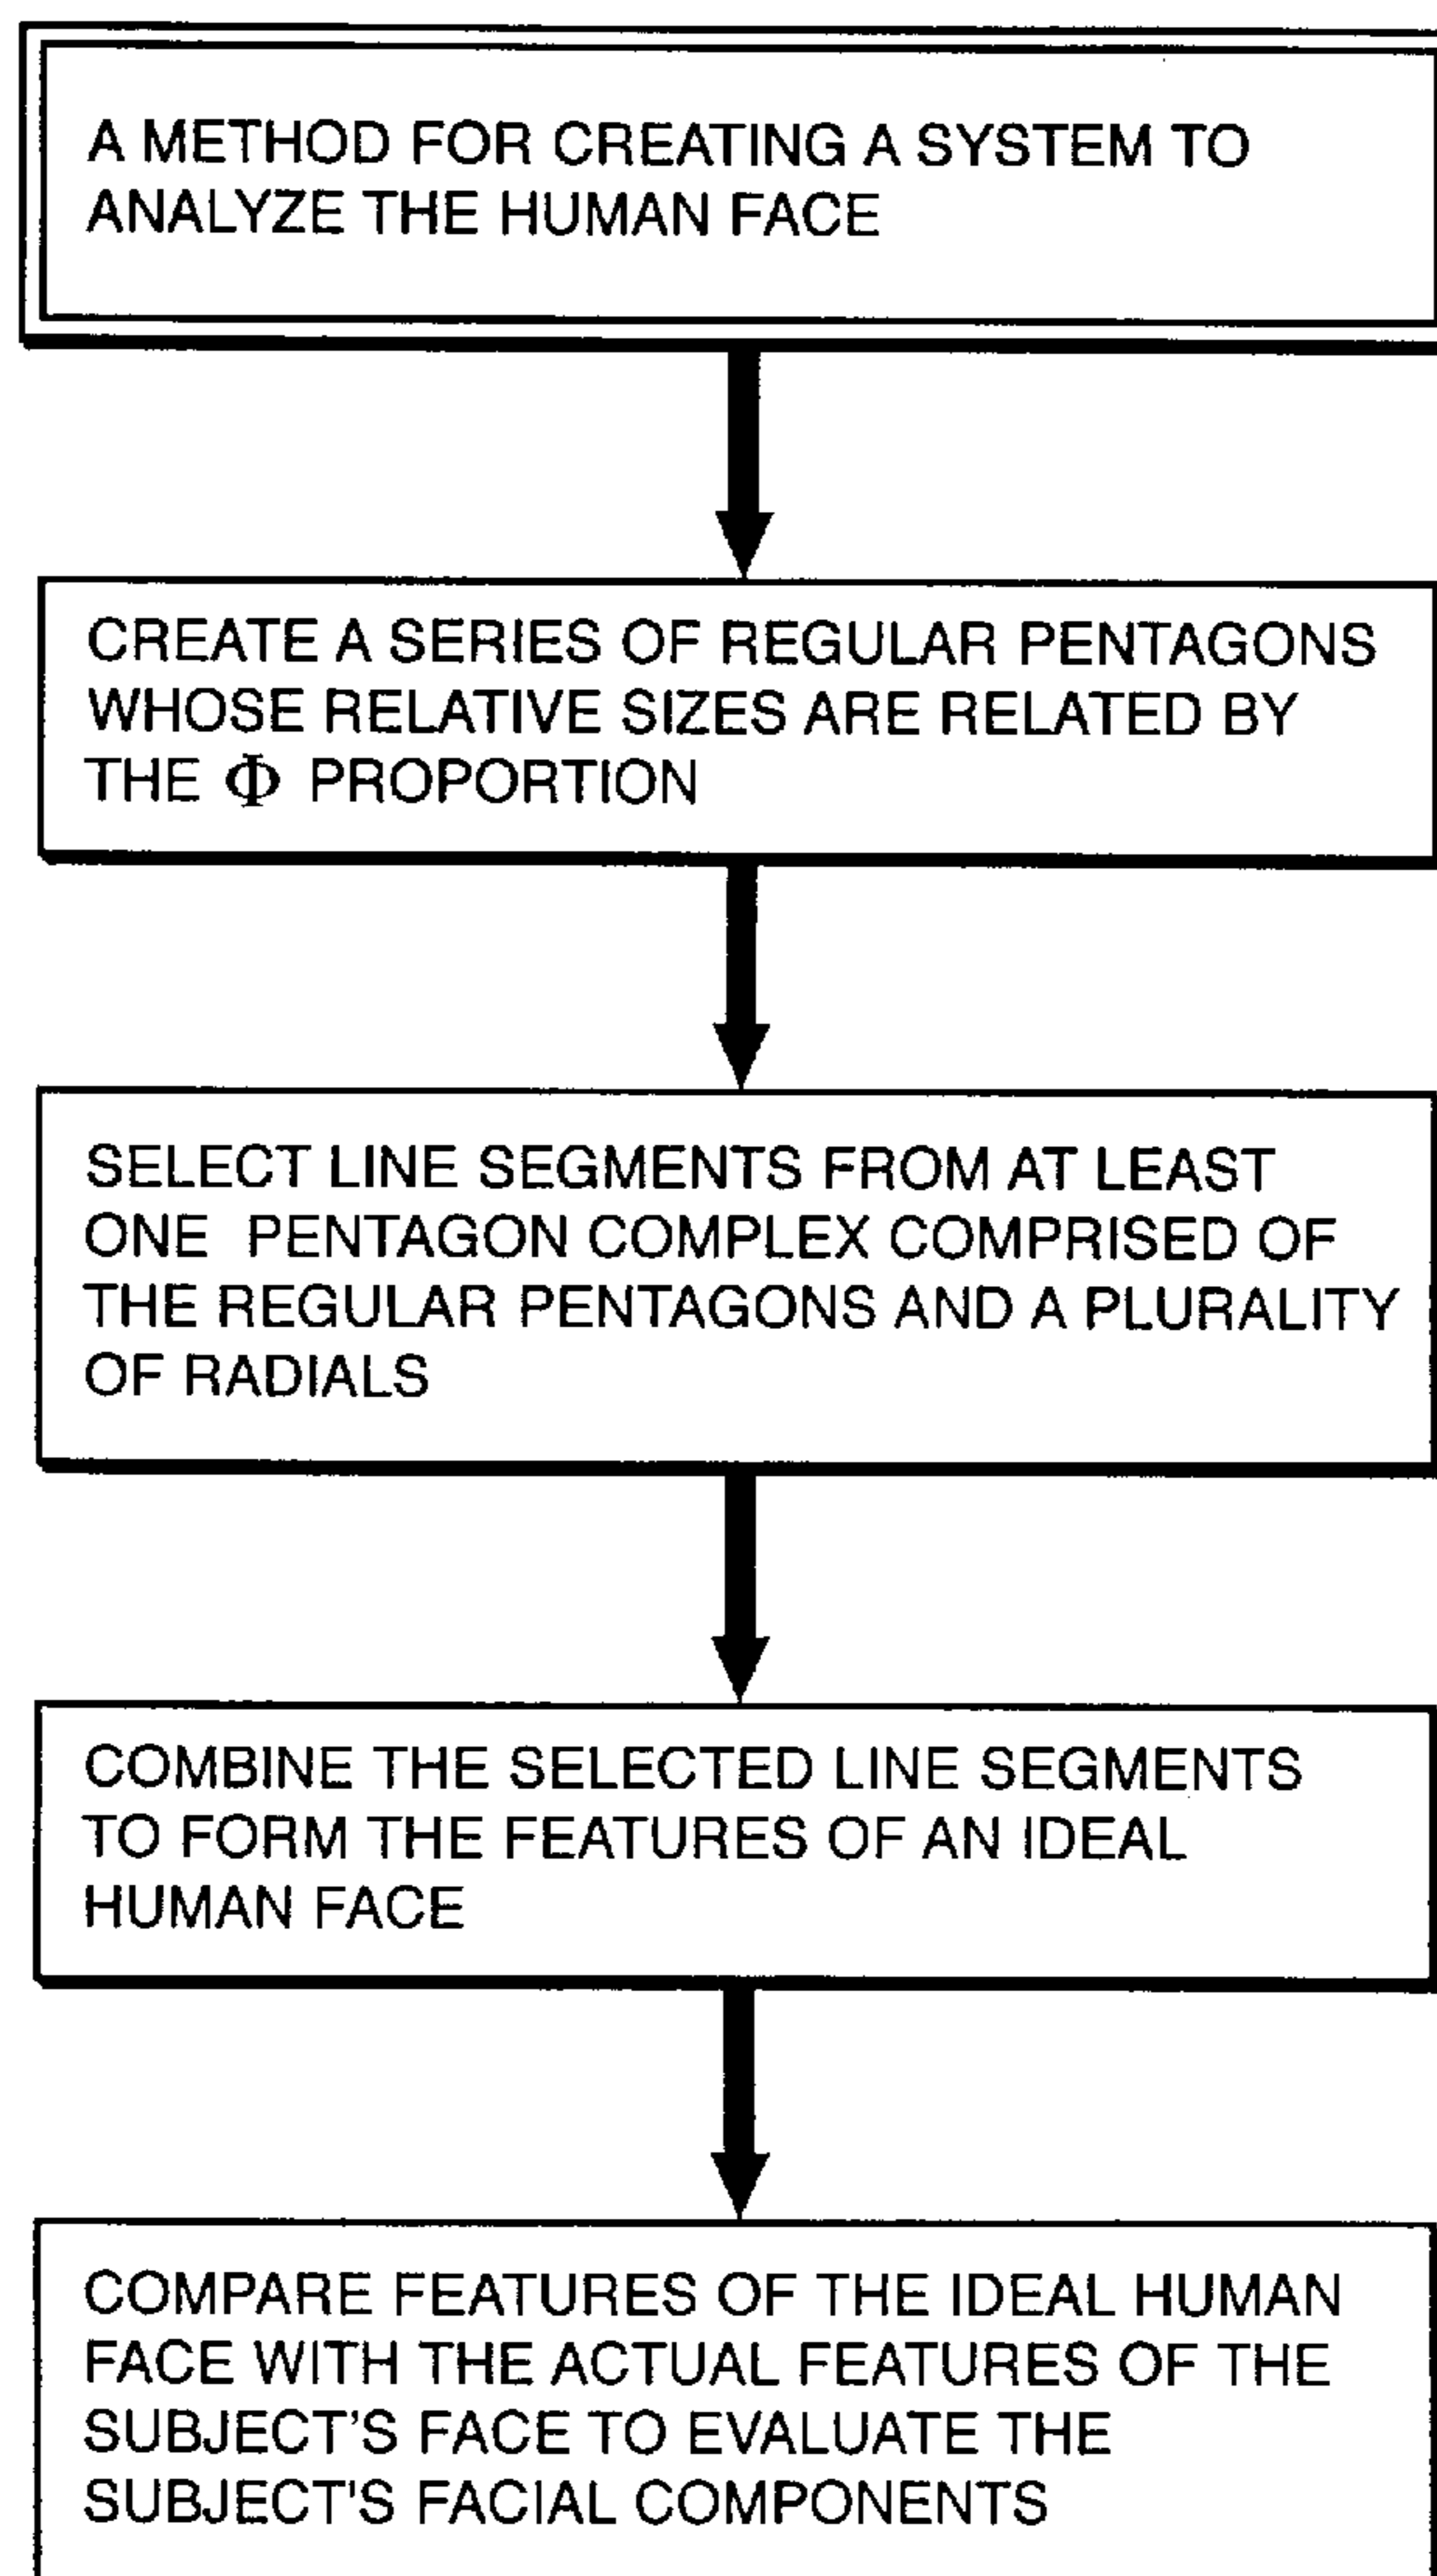 A METHOD FOR CREATING A SYSTEM TO
ANALYZE THE HUMAN FACE
CREATE A SERIES OF REGULAR PENTAGONS
WHOSE RELATIVE SIZES ARE RELATED BY
THE Φ PROPORTION
SELECT LINE SEGMENTS FROM AT LEAST
ONE PENTAGON COMPLEX COMPRISED OF
THE REGULAR PENTAGONS AND A PLURALITY
OF RADIALS
COMBINE THE SELECTED LINE SEGMENTS
TO FORM THE FEATURES OF AN IDEAL
HUMAN FACE
COMPARE FEATURES OF THE IDEAL HUMAN
FACE WITH THE ACTUAL FEATURES OF THE
SUBJECT'S FACE TO EVALUATE THE
SUBJECT'S FACIAL COMPONENTS